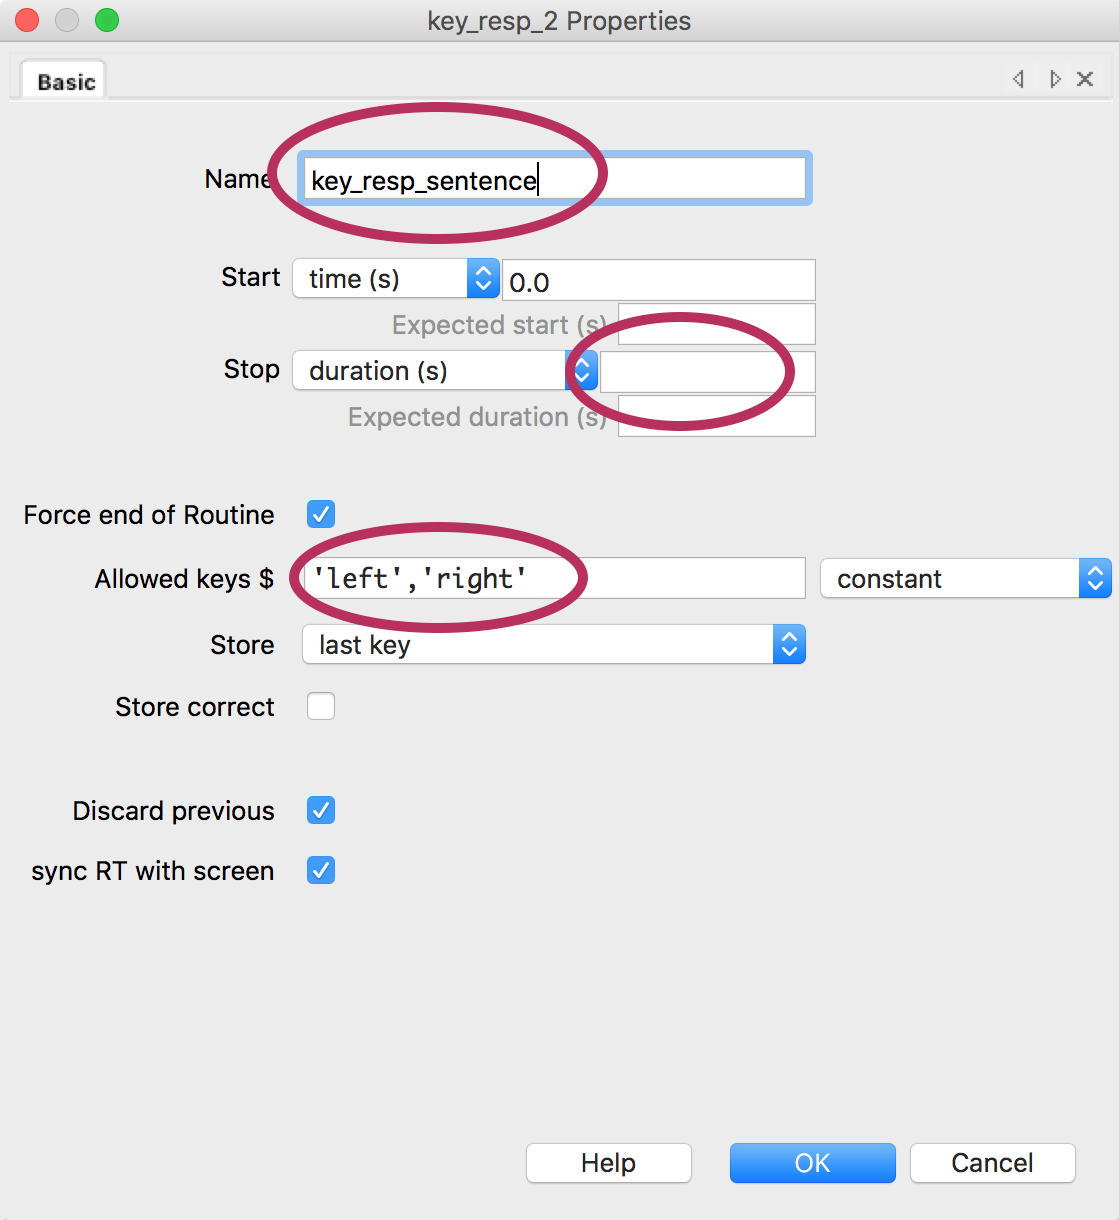 key_resp_2 Properties
Basic
Name key_resp_sentence
Start time (s) 0.0
Expected start (s)
Stop duration (s)
Expected duration (s)
Force end of Routine
Allowed keys $ 'left','right' constant
Store last key
Store correct
Discard previous
sync RT with screen
Help OK Cancel